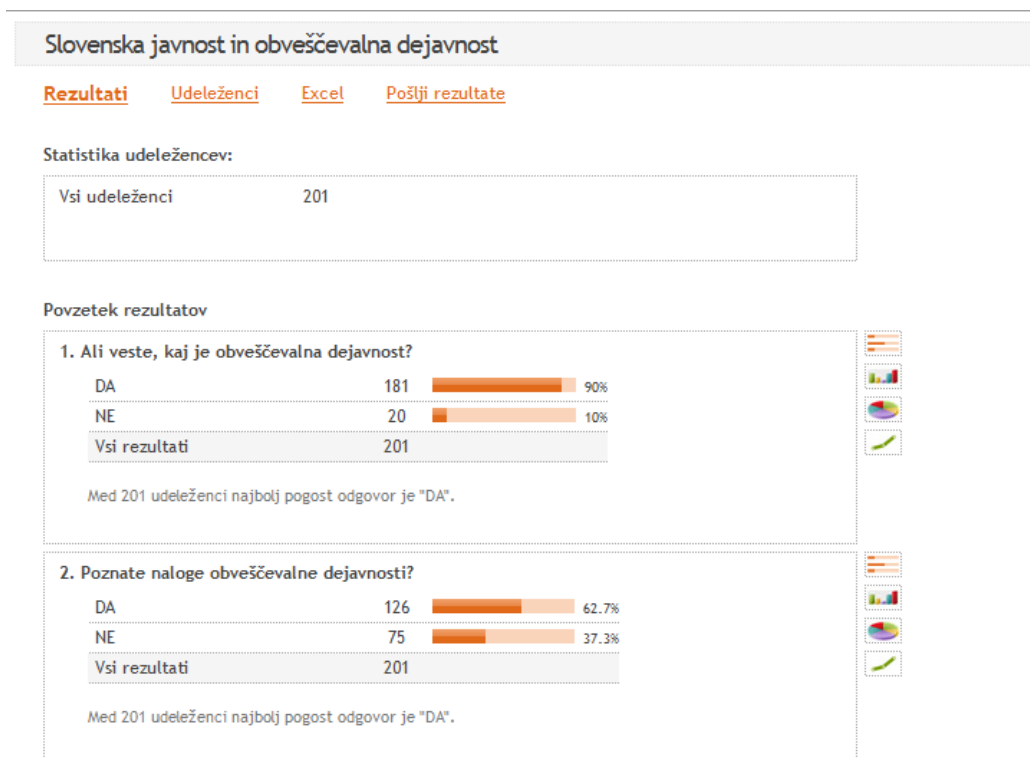 Slovenska javnost in obveščevalna dejavnost
Rezultati Udeleženci Excel Pošlji rezultate
Statistika udeležencev:
Vsi udeleženci 201
Povzetek rezultatov
1. Ali veste, kaj je obveščevalna dejavnost?
DA 181 90%
NE 20 10%
Vsi rezultati 201
Med 201 udeleženci najbolj pogost odgovor je "DA".
2. Poznate naloge obveščevalne dejavnosti?
DA 126 62.7%
NE 75 37.3%
Vsi rezultati 201
Med 201 udeleženci najbolj pogost odgovor je "DA".